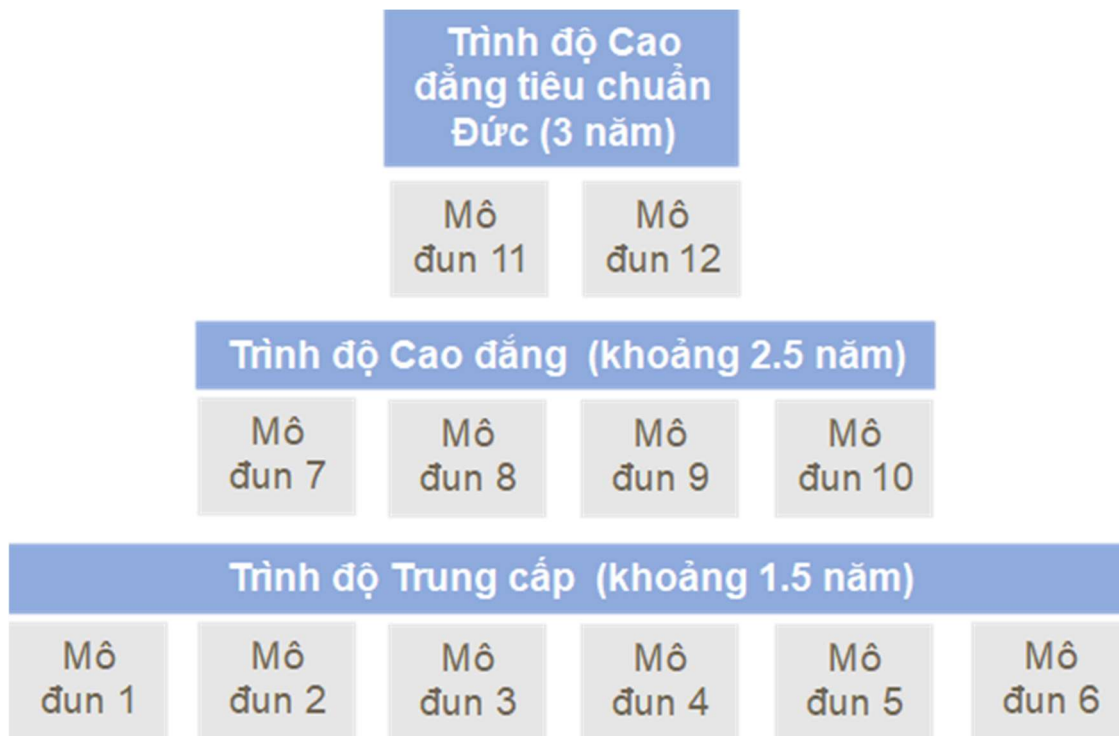 Trình độ Cao
đẳng tiêu chuẩn
Đức (3 năm)
Mô
đun 11
Mô
đun 12
Trình độ Cao đẳng (khoảng 2.5 năm)
Mô
đun 7
Mô
đun 8
Mô
đun 9
Mô
đun 10
Trình độ Trung cấp (khoảng 1.5 năm)
Mô
đun 1
Mô
đun 2
Mô
đun 3
Mô
đun 4
Mô
đun 5
Mô
đun 6